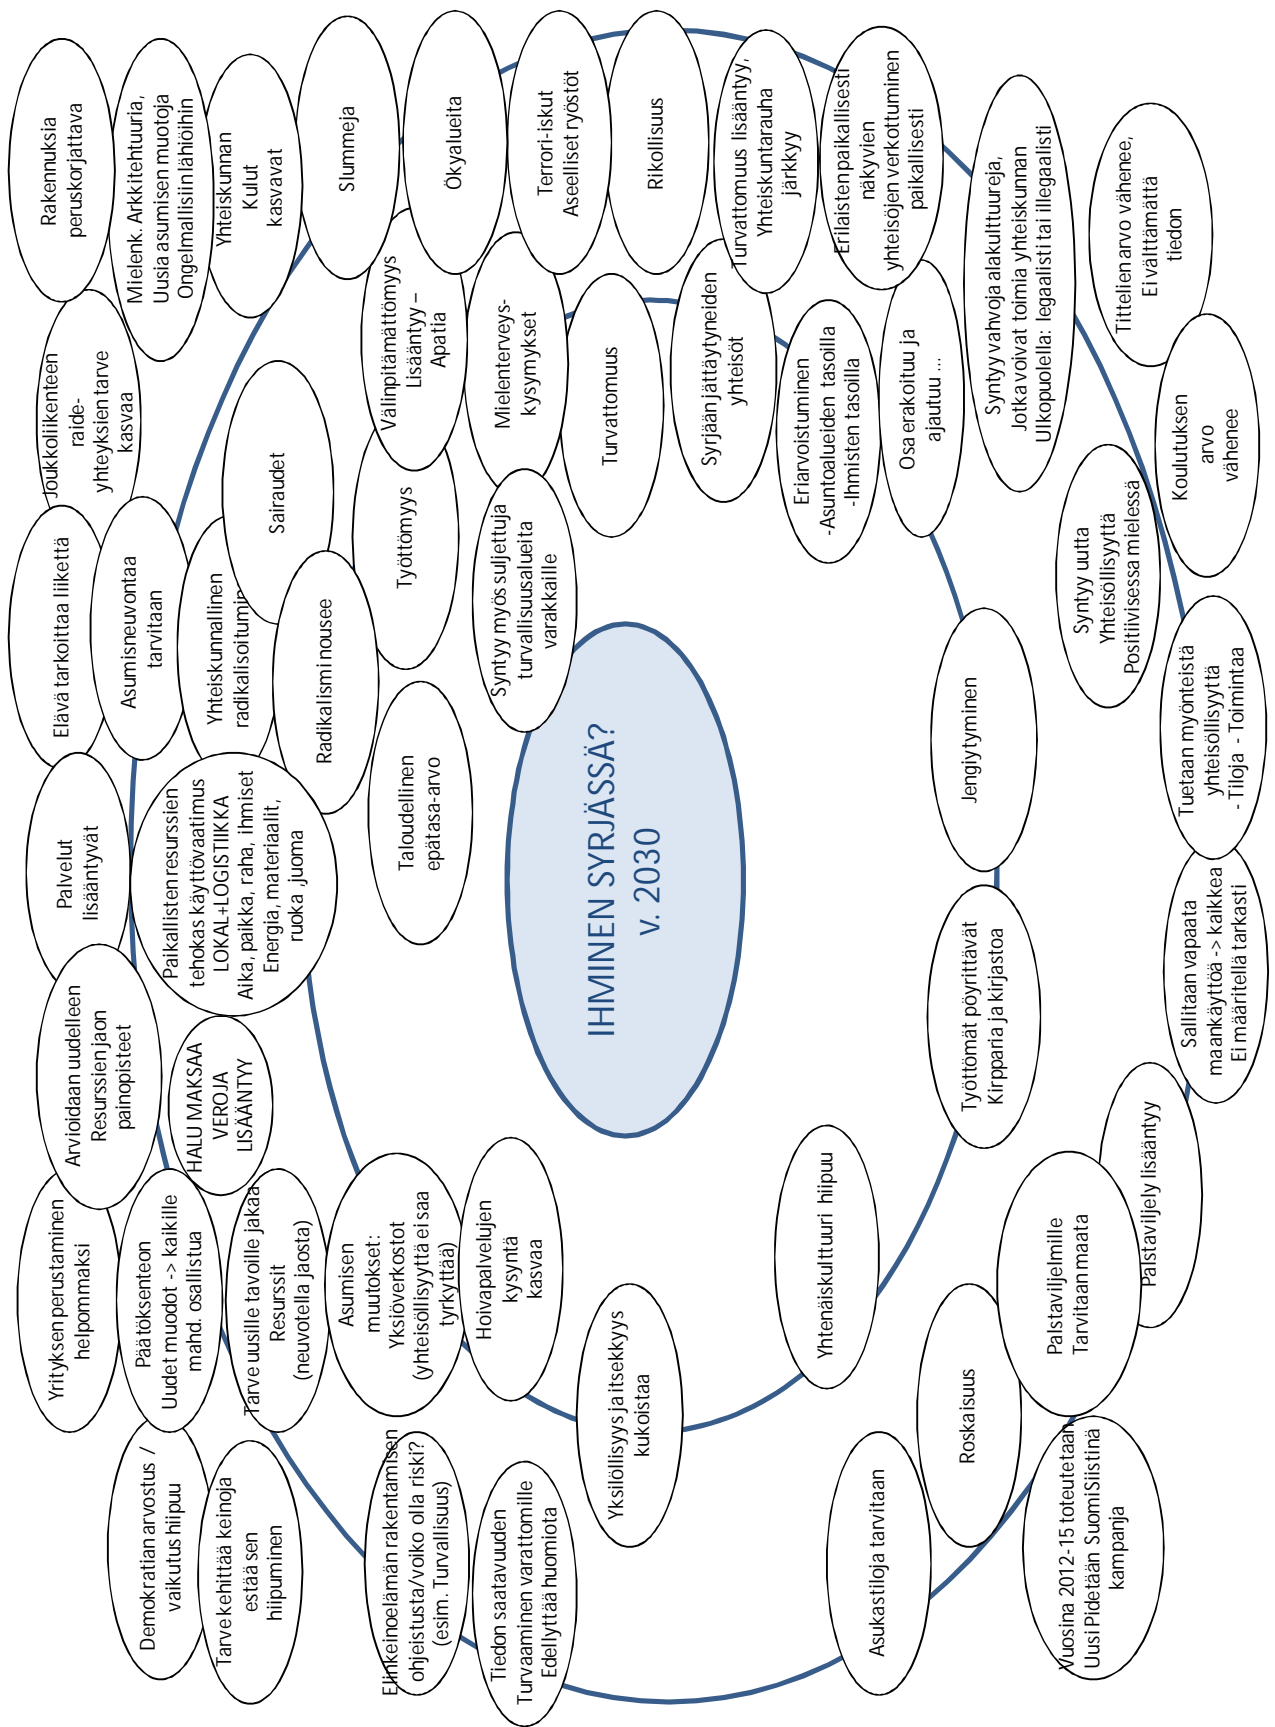 Yrityksen perustaminen
helpommaksi
Arvioidaan uudelleen
Resurssien jaon
painopisteet
Palvelut
lisääntyvät
Elävä tarkoittaa liikettä
Joukkoliikenteen
raide-
yhteyksien tarve
kasvaa
Rakennuksia
peruskorjattava
Demokratian arvostus /
vaikutus hiipuu
Päätöksenteon
Uudet muodot -> kaikille
mahd. osallistua
HALU MAKSAA
VEROJA
LISÄÄNTYY
Paikallisten resurssien
tehokas käyttövaatimus
LOKAL+LOGISTIIKKA
Aika, paikka, raha, ihmiset
Energia, materiaalit,
ruoka .juoma
Asumisneuvontaa
tarvitaan
Mielenk. Arkitehtuuria,
Uusia asumisen muotoja
Ongelmallisiin lähiöihin
Tarve kehittää keinoja
estää sen
hiipuminen
Tarve uusille tavoille jakaa
Resurssit
(neuvotella jaosta)
Yhteiskunnallinen
radikalisoitumin
Sairaudet
Yhteiskunnan
Kulut
kasvavat
Radikalismi nousee
Slummeja
Elinkeinoelämän rakentamisen
ohjeistusta/voiko olla riski?
(esim. Turvallisuus)
Asumisen
muutokset:
Yksiöverkostot
(yhteisöllisyyttä ei saa
tyrkyttää)
Taloudellinen
epätasa-arvo
Työttömyys
Välinpitämättömyys
Lisääntyy –
Apatia
Ökyalueita
Tiedon saatavuuden
Turvaaminen varattomille
Edellyttää huomiota
Hoivapalvelujen
kysyntä
kasvaa
Syntyy myös suljettuja
turvallisuusalueita
varakkaille
Mielenterveys-
kysymykset
Terrori-iskut
Aseelliset ryöstöt
Yksilöllisyys ja itsekkyys
kukoistaa
IHMINEN SYRJÄSSÄ?
v. 2030
Turvattomuus
Rikollisuus
Syrjään jättäytyneiden
yhteisöt
Turvattomuus lisääntyy,
Yhteiskuntarauha
järkkyy
Yhtenäiskulttuuri hiipuu
Eriarvoistuminen
-Asuntoalueiden tasoilla
-Ihmisten tasoilla
Erilaisten paikallisesti
näkyvien
yhteisöjen verkottuminen
paikallisesti
Asukastiloja tarvitaan
Osa erakoituu ja
ajautuu ...
Roskaisuus
Työttömät pöyrittävät
Kirpparia ja kirjastoa
Jengiytyminen
Syntyy vahvoja alakulttuureja,
Jotka voivat toimia yhteiskunnan
Ulkopuolella: legaalisti tai illegaalisti
Vuosina 2012-15 toteutetaan
Uusi Pidetään Suomi Siistinä
kampanja
Palstaviljelmille
Tarvitaan maata
Palstaviljely lisääntyy
Syntyy uutta
Yhteisöllisyyttä
Positiivisessa mielessä
Tittelien arvo vähenee,
Ei välttämättä
tiedon
Sallitaan vapaata
maankäyttöä -> kaikkea
Ei määritellä tarkasti
Tuetaan myönteistä
yhteisöllisyyttä
- Tiloja - Toimintaa
Koulutuksen
arvo
vähenee